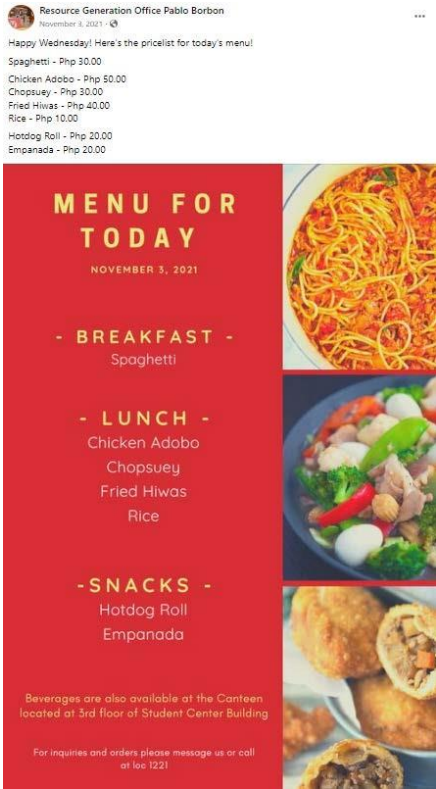 Resource Generation Office Pablo Borbon
November 3, 2021 ·
Happy Wednesday! Here's the pricelist for today's menu!
Spaghetti - Php 30.00
Chicken Adobo - Php 50.00
Chopsuey - Php 30.00
Fried Hiwas - Php 40.00
Rice - Php 10.00
Hotdog Roll - Php 20.00
Empanada - Php 20.00
MENU FOR
TODAY
NOVEMBER 3, 2021
- BREAKFAST -
Spaghetti
- LUNCH -
Chicken Adobo
Chopsuey
Fried Hiwas
Rice
-SNACKS -
Hotdog Roll
Empanada
Beverages are also available at the Canteen
located at 3rd floor of Student Center Building
For inquiries and orders please message us or call
at loc 1221